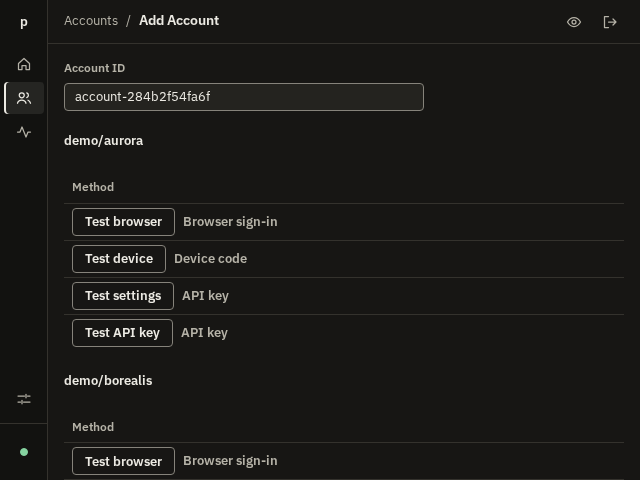 p
Accounts / Add Account
Account ID
account-284b2f54fa6f
demo/aurora
Method
Test browser Browser sign-in
Test device Device code
Test settings API key
Test API key API key
demo/borealis
Method
Test browser Browser sign-in